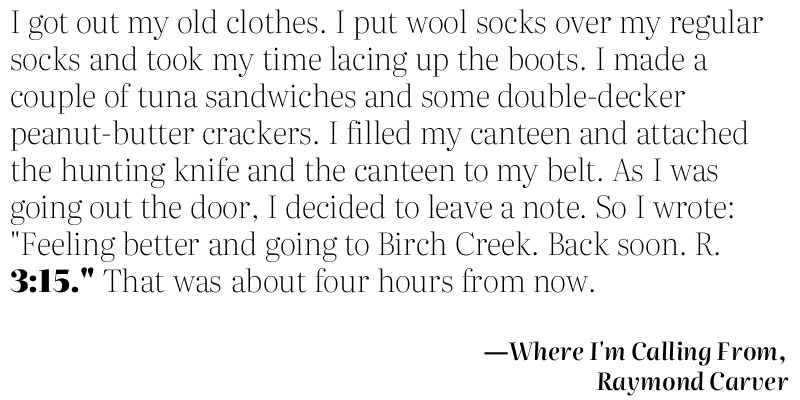 I got out my old clothes. I put wool socks over my regular
socks and took my time lacing up the boots. I made a
couple of tuna sandwiches and some double-decker
peanut-butter crackers. I filled my canteen and attached
the hunting knife and the canteen to my belt. As I was
going out the door, I decided to leave a note. So I wrote:
"Feeling better and going to Birch Creek. Back soon. R.
3:15." That was about four hours from now.
—Where I'm Calling From,
Raymond Carver